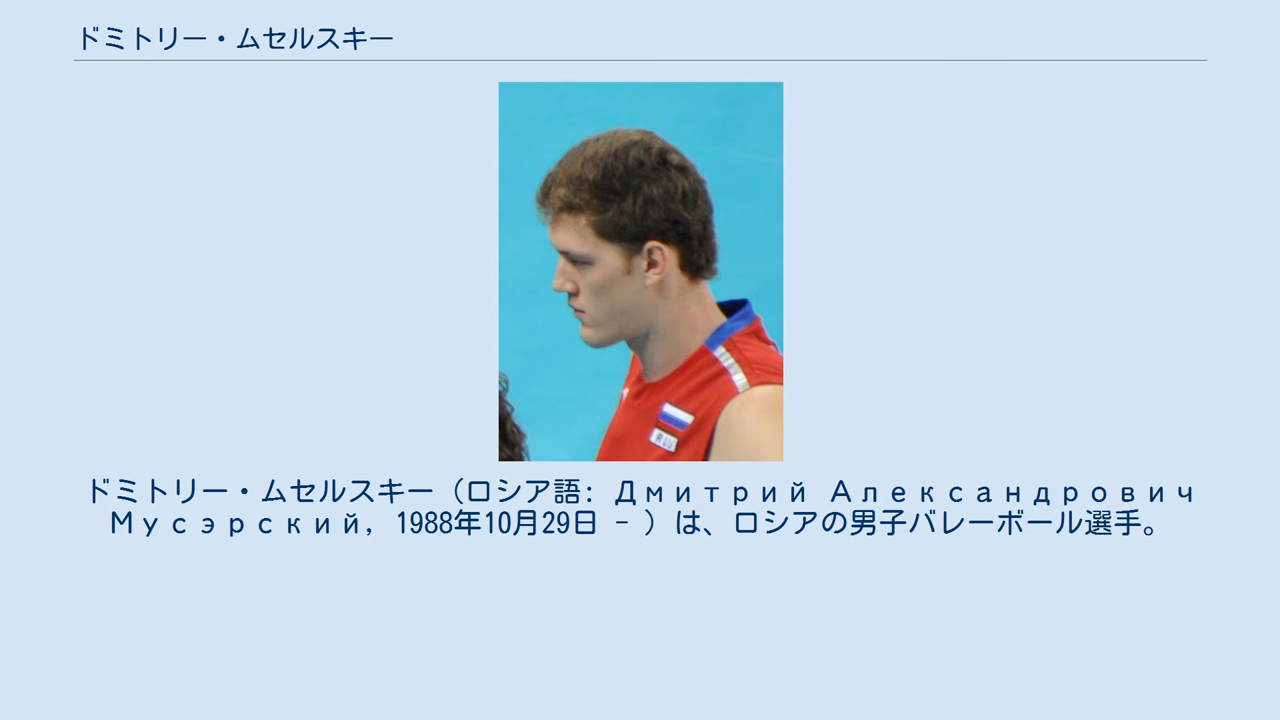 ドミトリー・ムセルスキー
RUS
ドミトリー・ムセルスキー（ロシア語: Дмитрий Александрович
Мусэрский, 1988年10月29日 - ）は、ロシアの男子バレーボール選手。